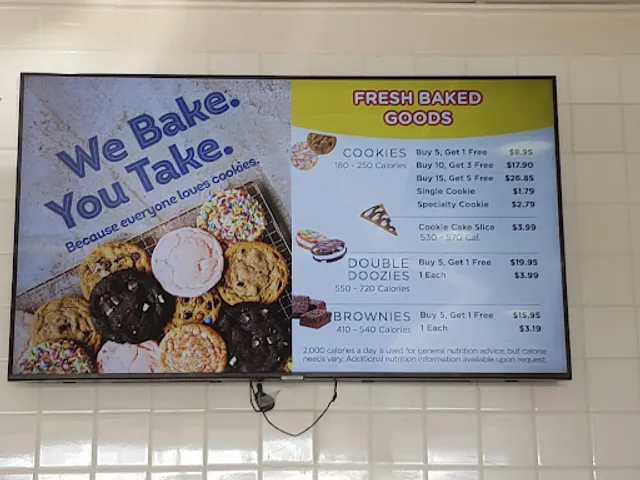 We Bake.
You Take.
Because everyone loves cookies.
FRESH BAKED
GOODS
COOKIES
180 - 250 Calories
Buy 5, Get 1 Free $8.95
Buy 10, Get 3 Free $17.90
Buy 15, Get 5 Free $26.85
Single Cookie $1.79
Specialty Cookie $2.79
Cookie Cake Slice $3.99
530 - 570 Cal.
DOUBLE
DOOZIES
550 - 720 Calories
Buy 5, Get 1 Free $19.95
1 Each $3.99
BROWNIES
410 - 540 Calories
Buy 5, Get 1 Free $15.95
1 Each $3.19
2,000 calories a day is used for general nutrition advice, but calorie
needs vary. Additional nutrition information available upon request.